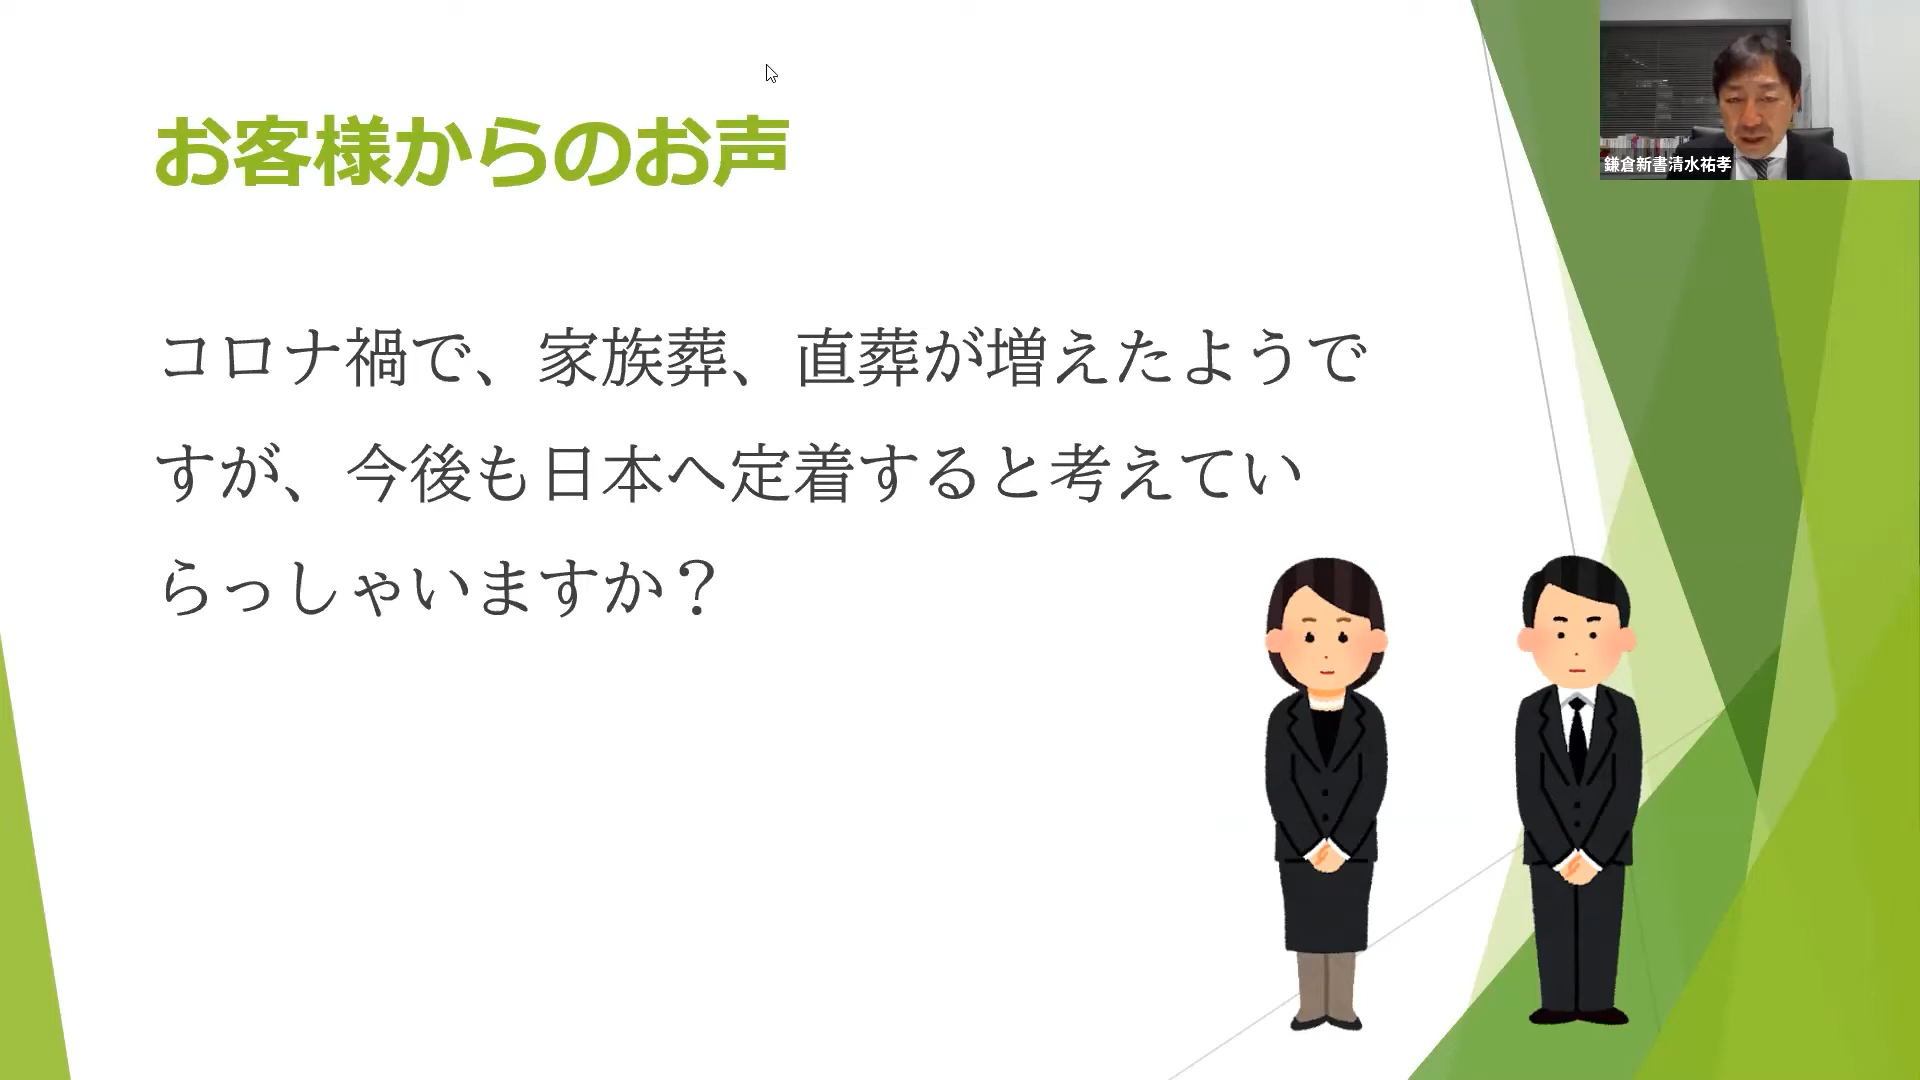 お客様からのお声
鎌倉新書清水祐孝
コロナ禍で、家族葬、直葬が増えたようで
すが、今後も日本へ定着すると考えてい
らっしゃいますか？